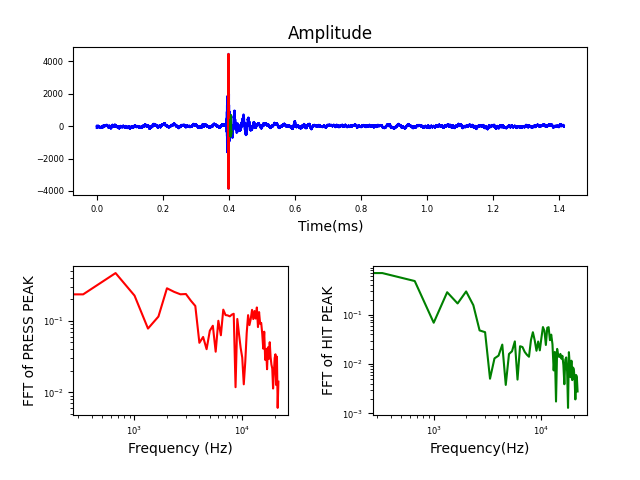 Amplitude
4000
2000
0
−2000
−4000
0.0 0.2 0.4 0.6 0.8 1.0 1.2 1.4
Time(ms)
FFT of PRESS PEAK
10⁻¹
10⁻²
10³ 10⁴
Frequency (Hz)
FFT of HIT PEAK
10⁻¹
10⁻²
10⁻³
10³ 10⁴
Frequency(Hz)